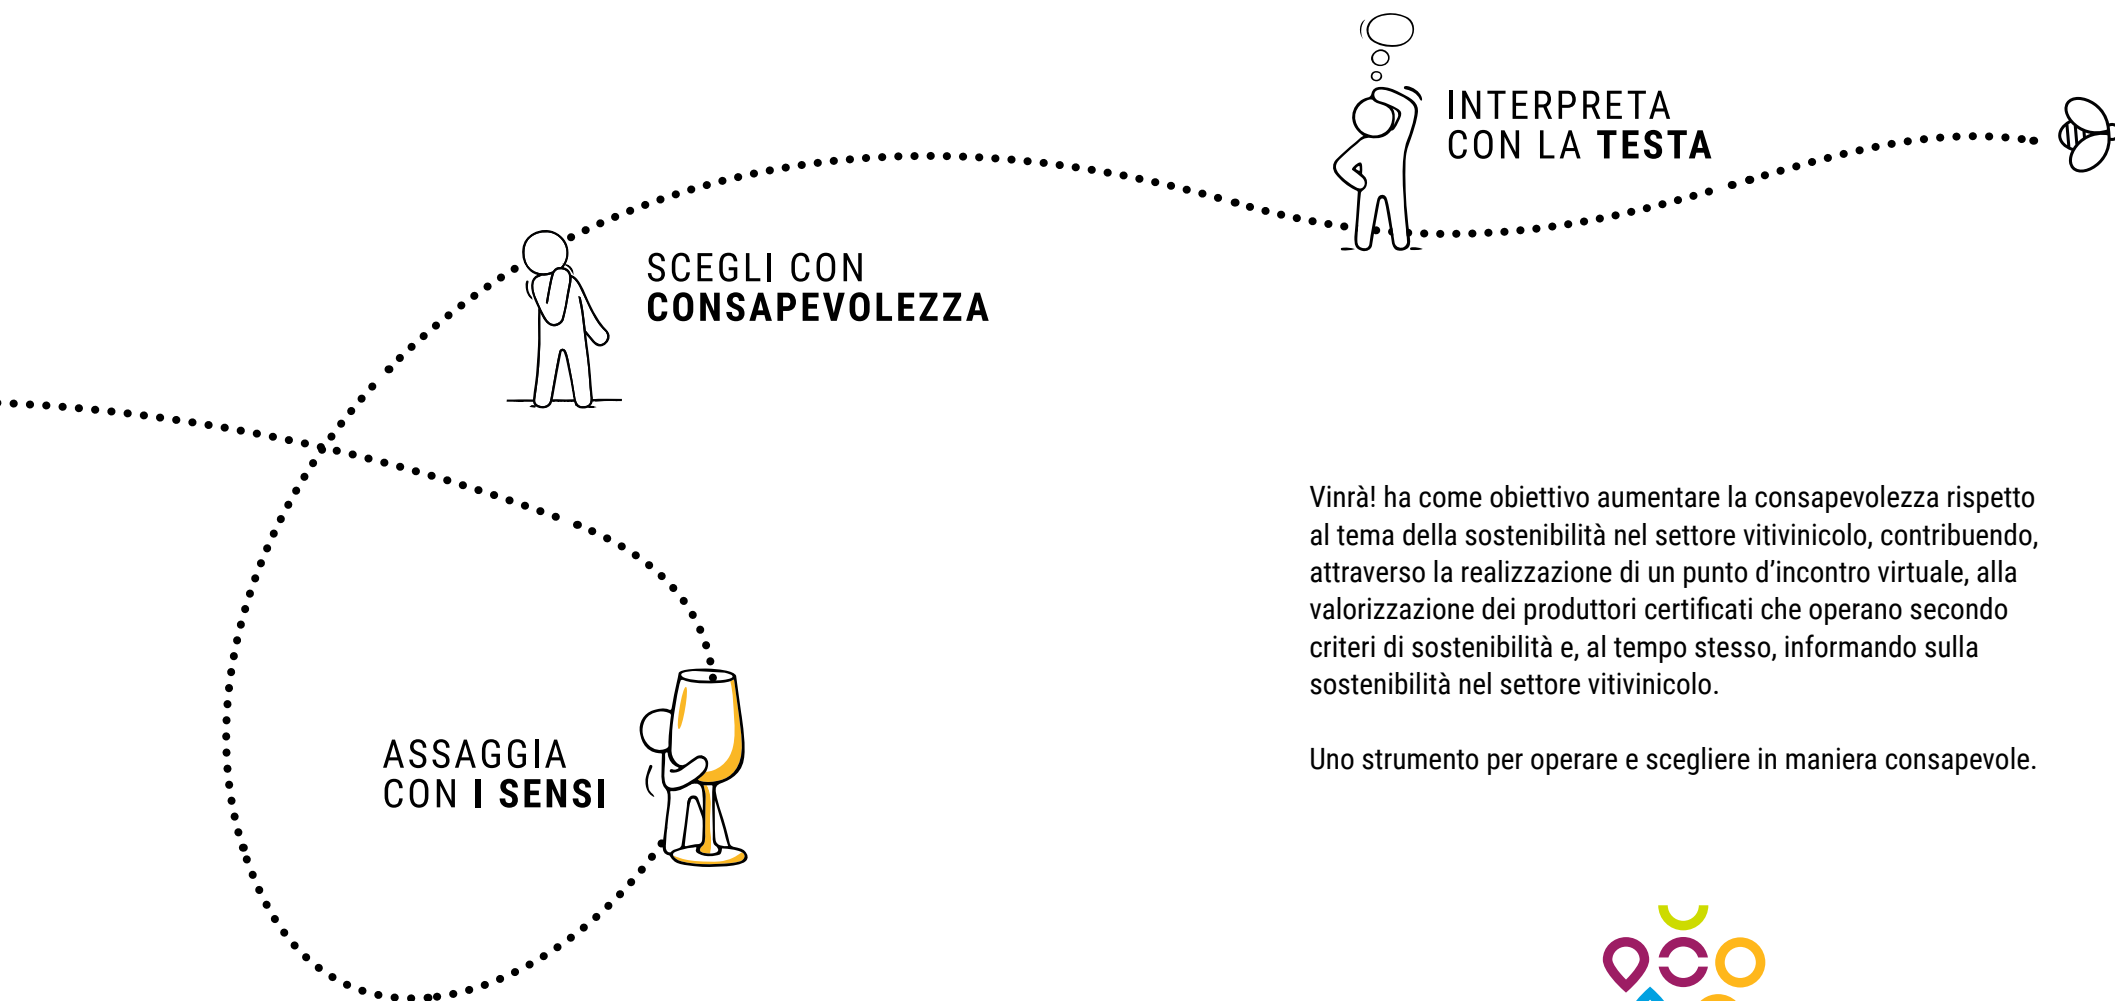 INTERPRETA
CON LA TESTA
SCEGLI CON
CONSAPEVOLEZZA
ASSAGGIA
CON I SENSI
Vinrà! ha come obiettivo aumentare la consapevolezza rispetto
al tema della sostenibilità nel settore vitivinicolo, contribuendo,
attraverso la realizzazione di un punto d’incontro virtuale, alla
valorizzazione dei produttori certificati che operano secondo
criteri di sostenibilità e, al tempo stesso, informando sulla
sostenibilità nel settore vitivinicolo.
Uno strumento per operare e scegliere in maniera consapevole.